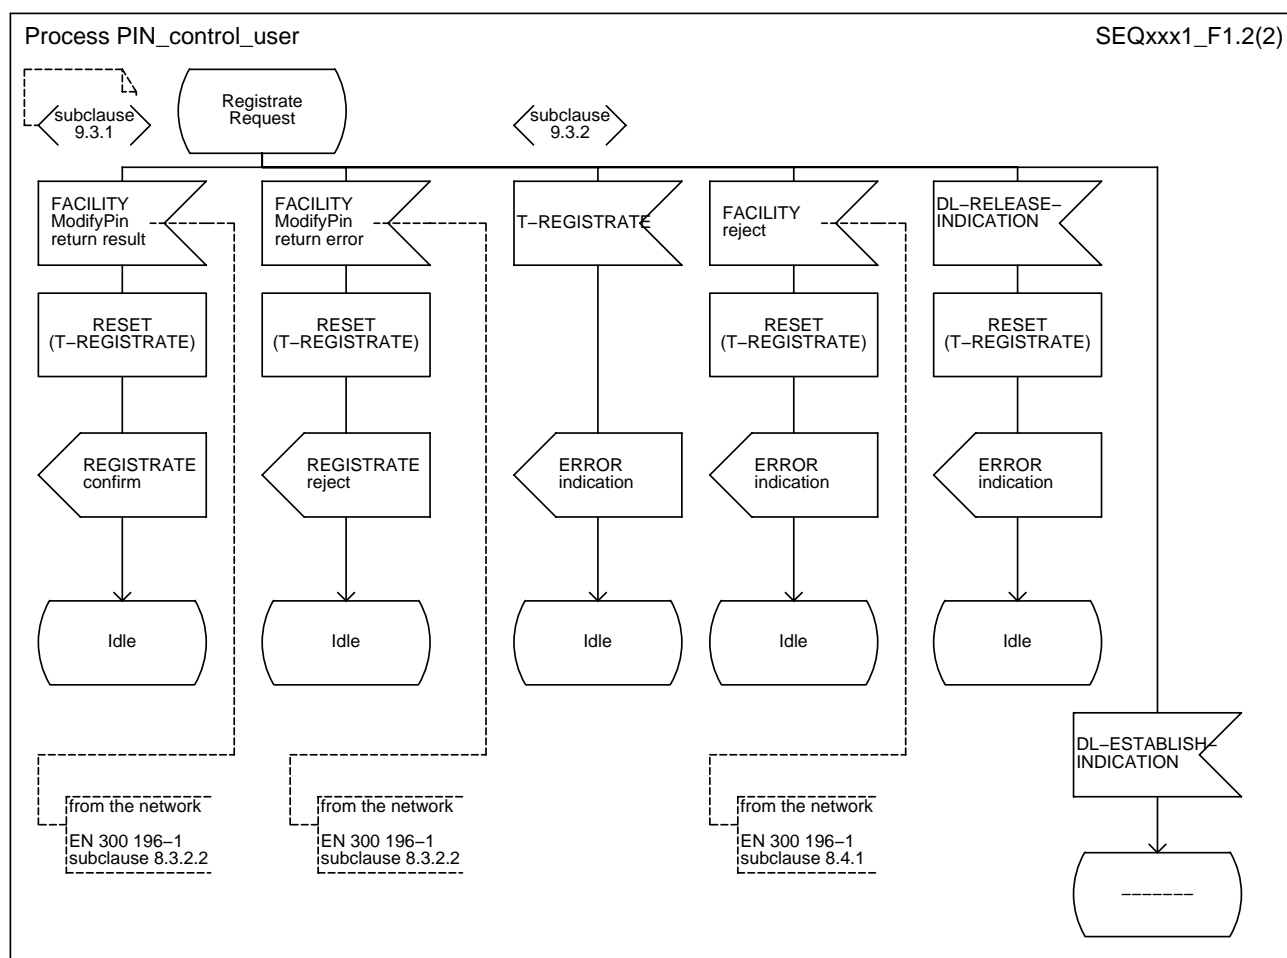 Process PIN_control_user
SEQxxx1_F1.2(2)
subclause
9.3.1
Registrate
Request
subclause
9.3.2
FACILITY
ModifyPin
return result
FACILITY
ModifyPin
return error
T–REGISTRATE
FACILITY
reject
DL–RELEASE–
INDICATION
RESET
(T–REGISTRATE)
RESET
(T–REGISTRATE)
RESET
(T–REGISTRATE)
RESET
(T–REGISTRATE)
REGISTRATE
confirm
REGISTRATE
reject
ERROR
indication
ERROR
indication
ERROR
indication
Idle
Idle
Idle
Idle
Idle
DL–ESTABLISH–
INDICATION
from the network
EN 300 196–1
subclause 8.3.2.2
from the network
EN 300 196–1
subclause 8.3.2.2
from the network
EN 300 196–1
subclause 8.4.1
–––––––